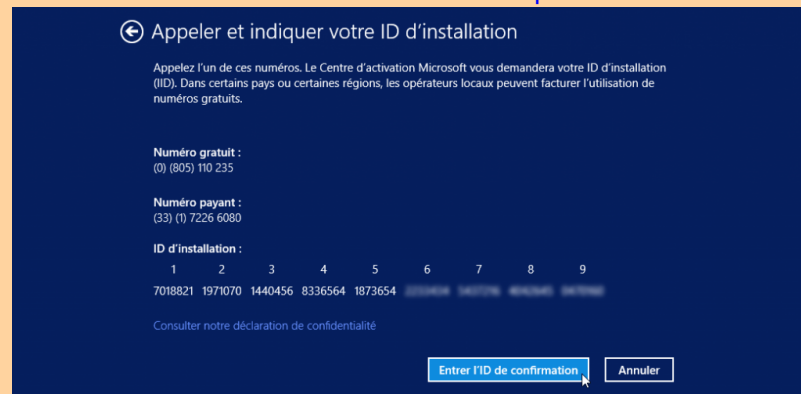 Appeler et indiquer votre ID d'installation
Appelez l'un de ces numéros. Le Centre d'activation Microsoft vous demandera votre ID d'installation
(IID). Dans certains pays ou certaines régions, les opérateurs locaux peuvent facturer l'utilisation de
numéros gratuits.
Numéro gratuit :
(0) (805) 110 235
Numéro payant :
(33) (1) 7226 6080
ID d'installation :
1 2 3 4 5 6 7 8 9
7018821 1971070 1440456 8336564 1873654
Consulter notre déclaration de confidentialité
Entrer l'ID de confirmation Annuler